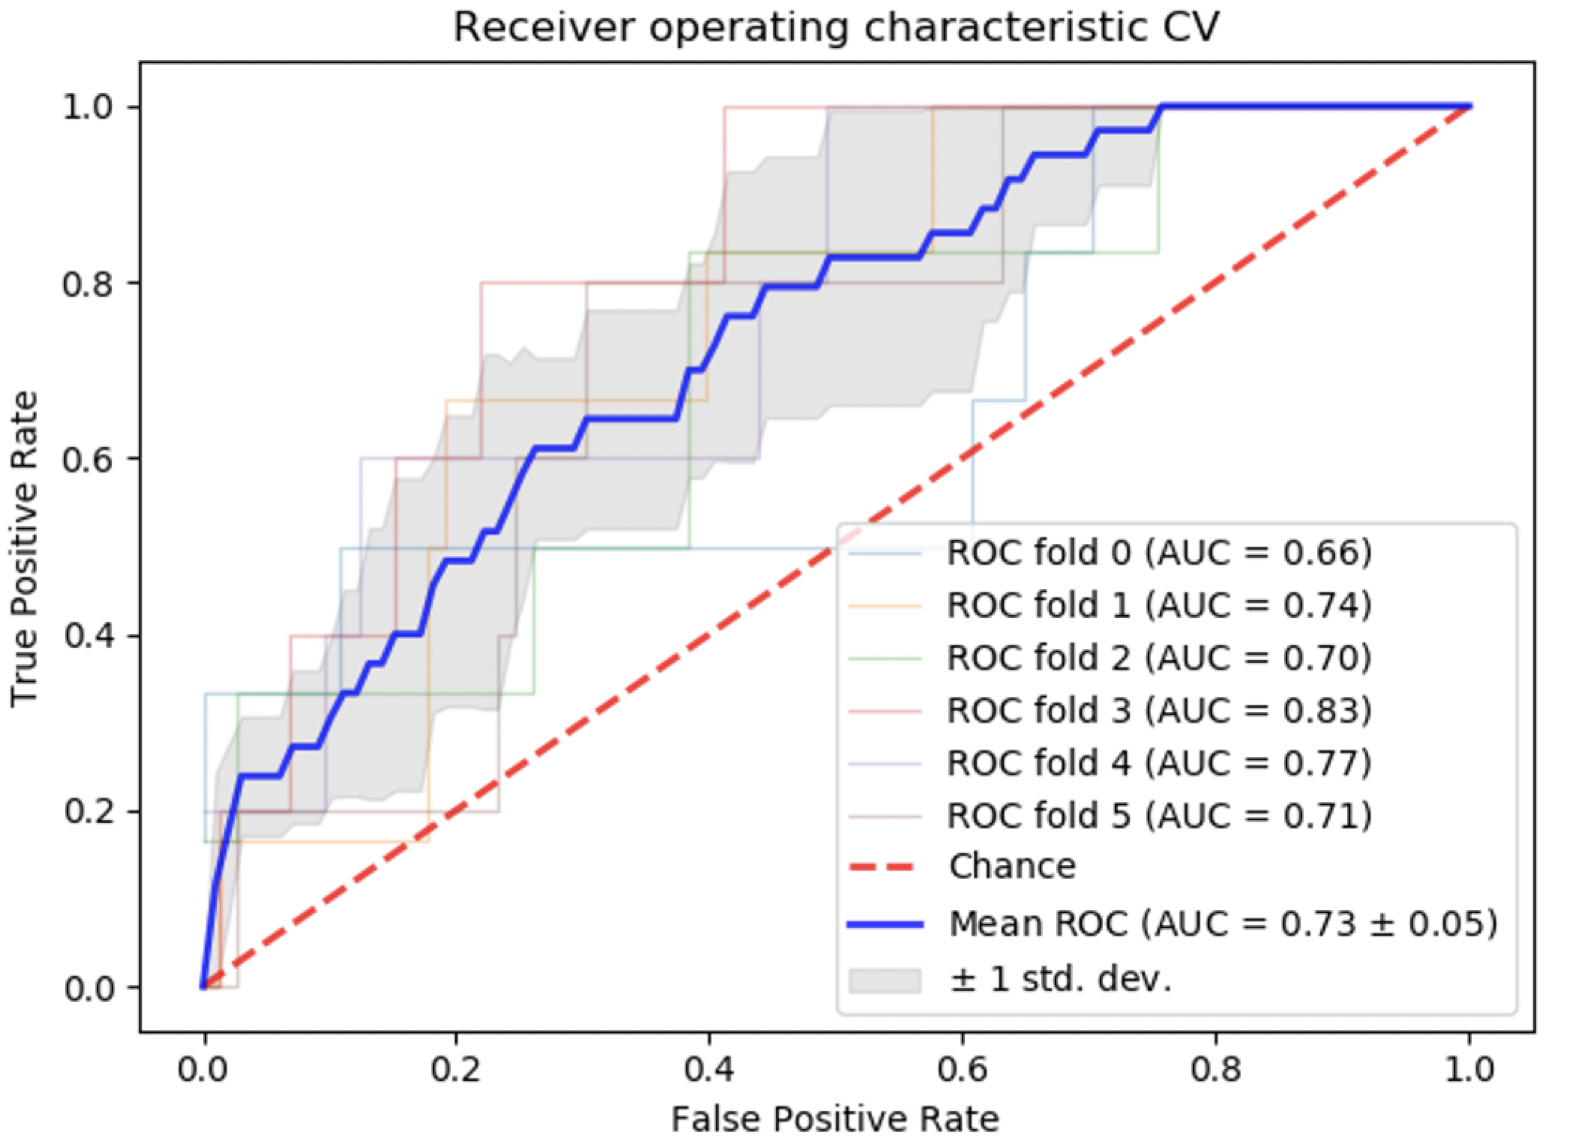 Receiver operating characteristic CV
True Positive Rate
1.0
0.8
0.6
0.4
0.2
0.0
ROC fold 0 (AUC = 0.66)
ROC fold 1 (AUC = 0.74)
ROC fold 2 (AUC = 0.70)
ROC fold 3 (AUC = 0.83)
ROC fold 4 (AUC = 0.77)
ROC fold 5 (AUC = 0.71)
Chance
Mean ROC (AUC = 0.73 ± 0.05)
± 1 std. dev.
0.0 0.2 0.4 0.6 0.8 1.0
False Positive Rate